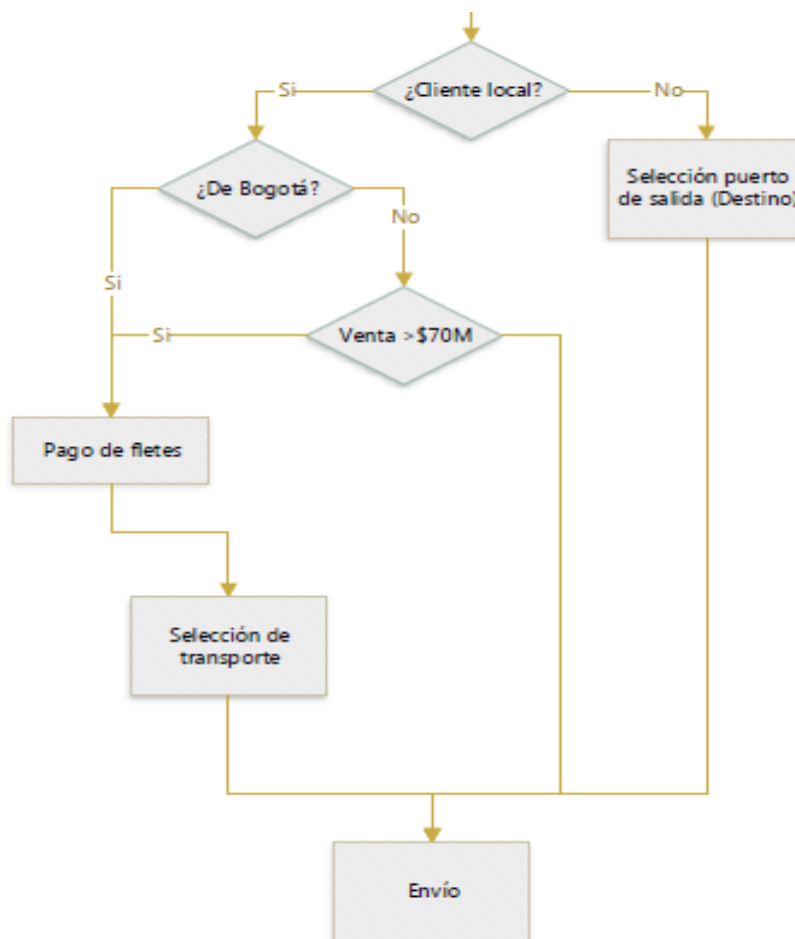 ¿Cliente local?
Si
No
¿De Bogotá?
Selección puerto
de salida (Destino)
No
Si
Si
Venta >$70M
Pago de fletes
Selección de
transporte
Envío